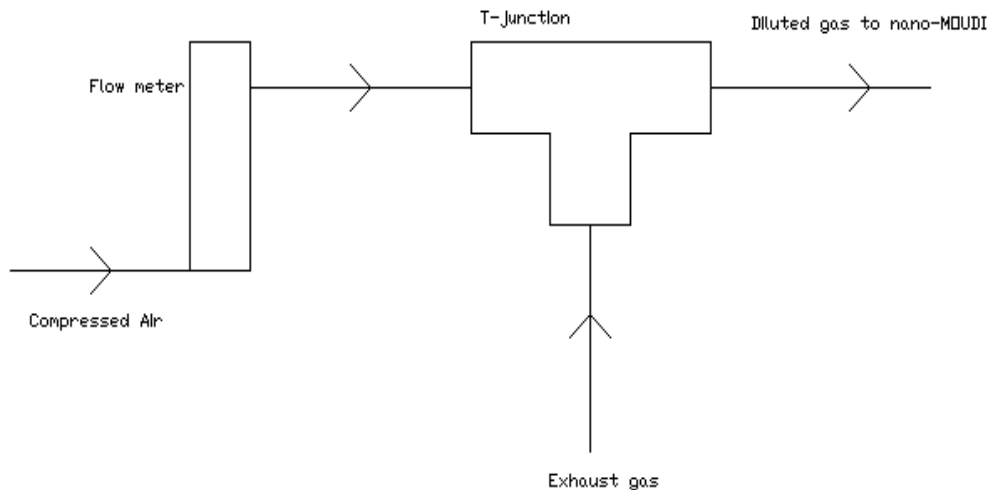 T-junction
Diluted gas to nano-MOUDI
Flow meter
Compressed Air
Exhaust gas